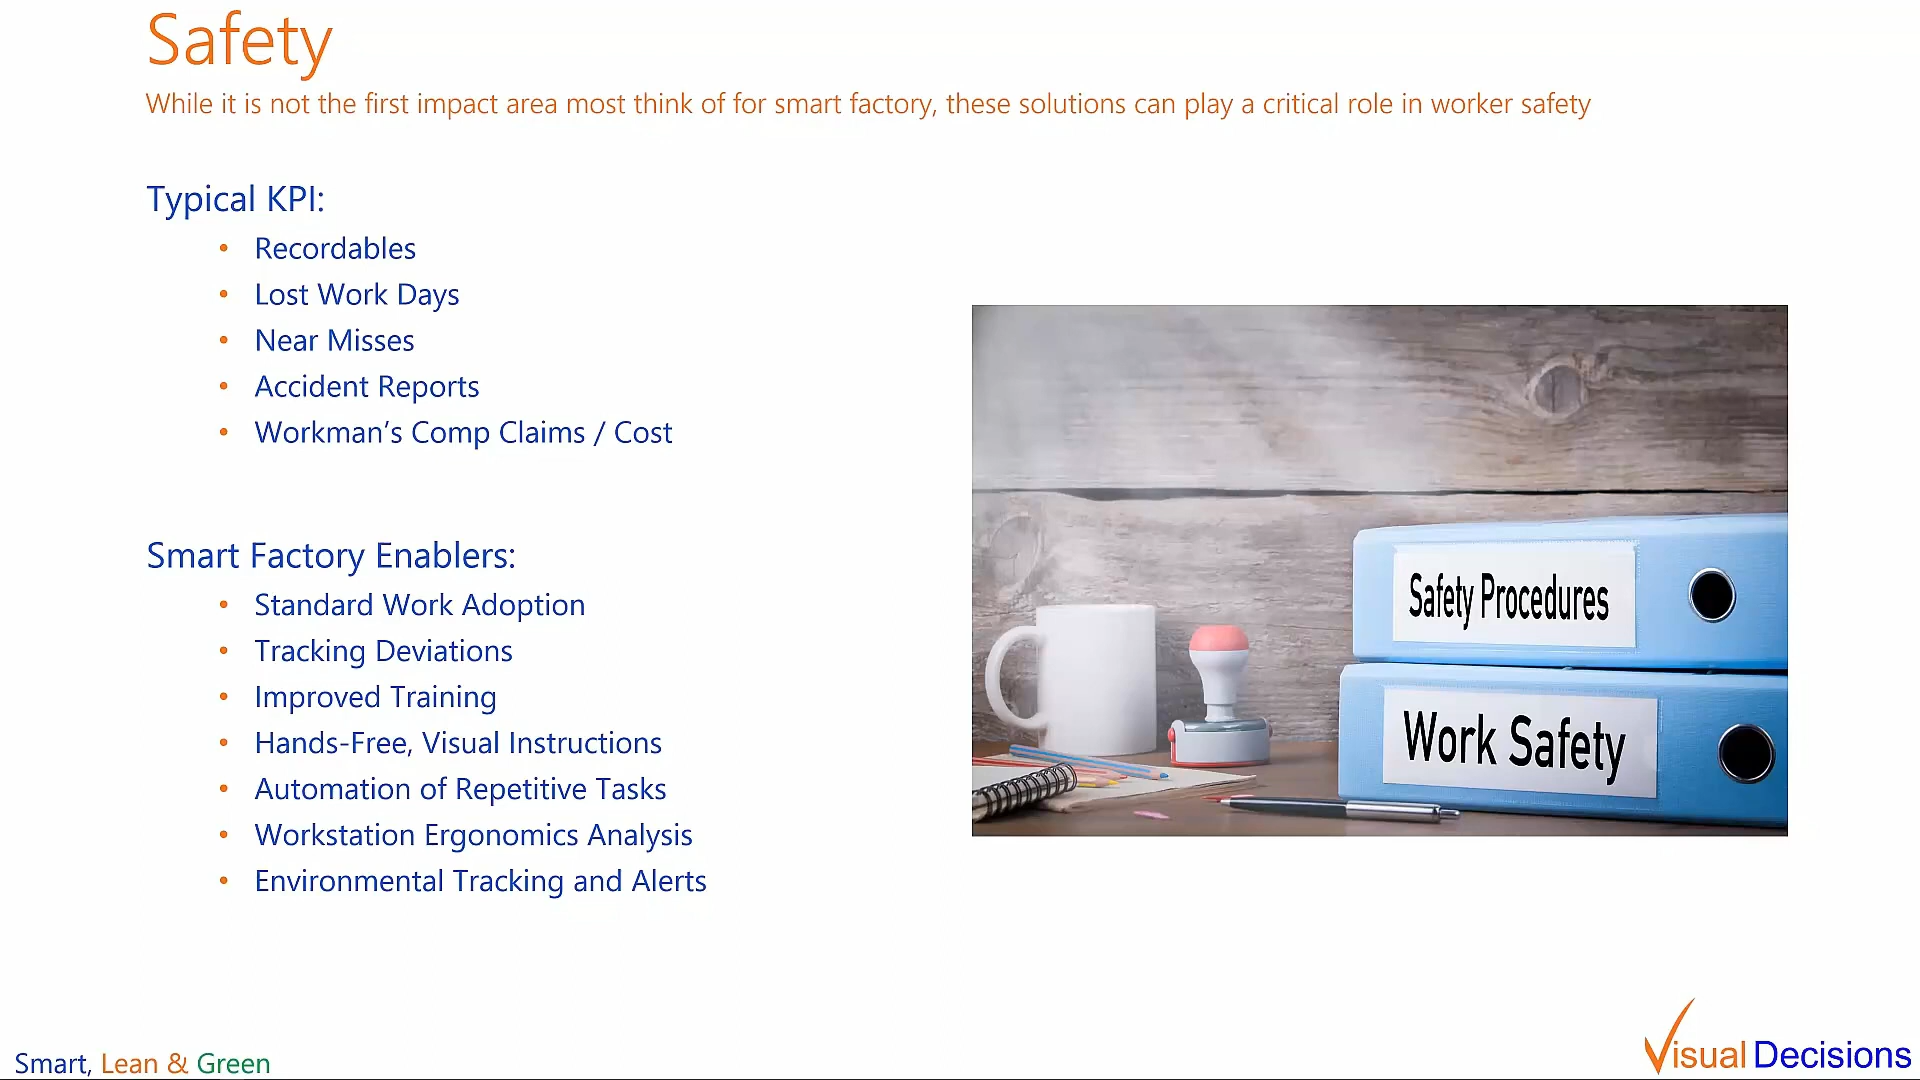 Safety
While it is not the first impact area most think of for smart factory, these solutions can play a critical role in worker safety
Typical KPI:
• Recordables
• Lost Work Days
• Near Misses
• Accident Reports
• Workman’s Comp Claims / Cost
Smart Factory Enablers:
• Standard Work Adoption
• Tracking Deviations
• Improved Training
• Hands-Free, Visual Instructions
• Automation of Repetitive Tasks
• Workstation Ergonomics Analysis
• Environmental Tracking and Alerts
Safety Procedures
Work Safety
Smart, Lean & Green
Visual Decisions